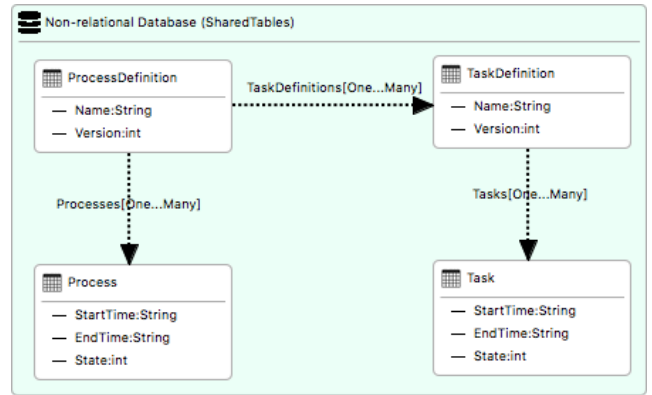 Non-relational Database (SharedTables)
ProcessDefinition
— Name:String
— Version:int
TaskDefinitions[One...Many]
TaskDefinition
— Name:String
— Version:int
Processes[One...Many]
Tasks[One...Many]
Process
— StartTime:String
— EndTime:String
— State:int
Task
— StartTime:String
— EndTime:String
— State:int